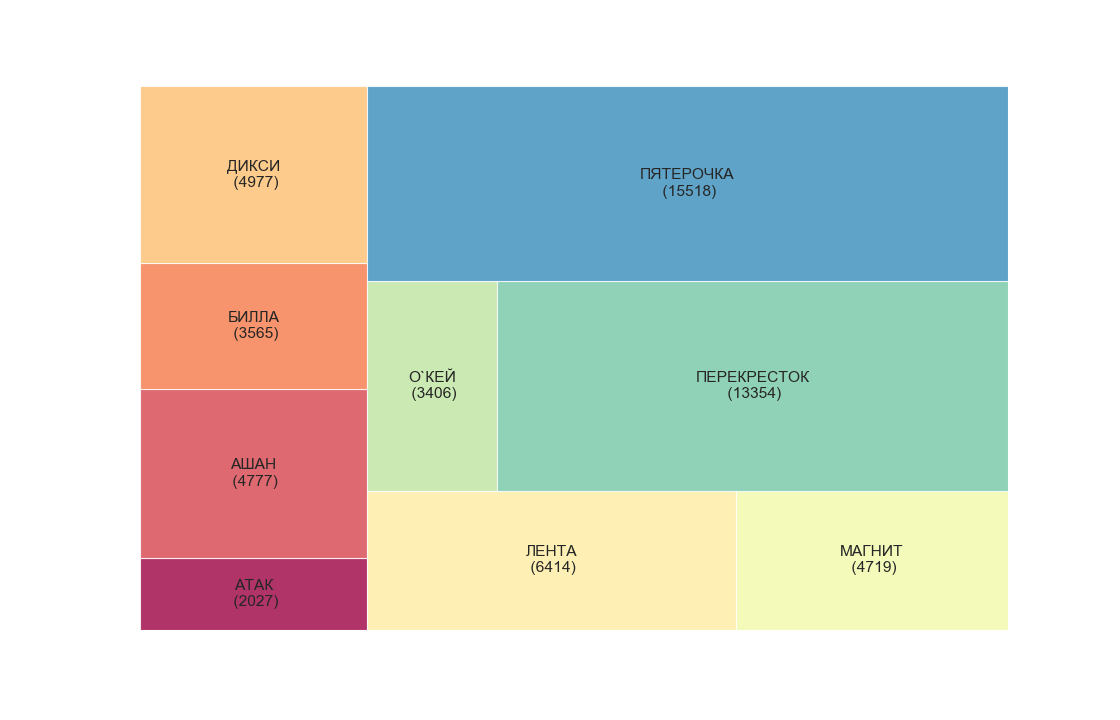 ДИКСИ
(4977)
ПЯТЕРОЧКА
(15518)
БИЛЛА
(3565)
О`КЕЙ
(3406)
ПЕРЕКРЕСТОК
(13354)
АШАН
(4777)
ЛЕНТА
(6414)
МАГНИТ
(4719)
АТАК
(2027)